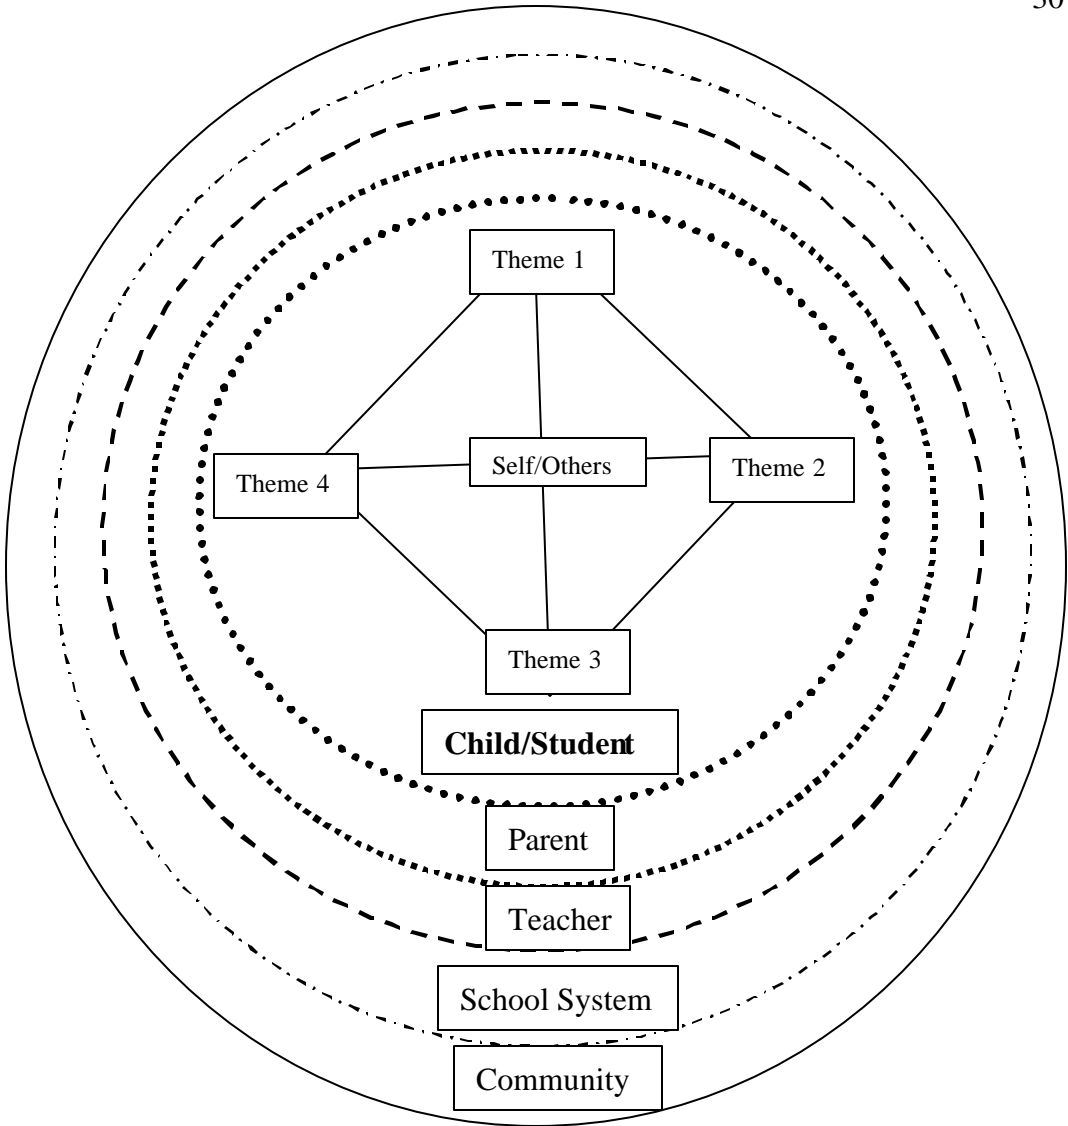 30
Theme 1
Self/Others
Theme 2
Theme 4
Theme 3
Child/Student
Parent
Teacher
School System
Community